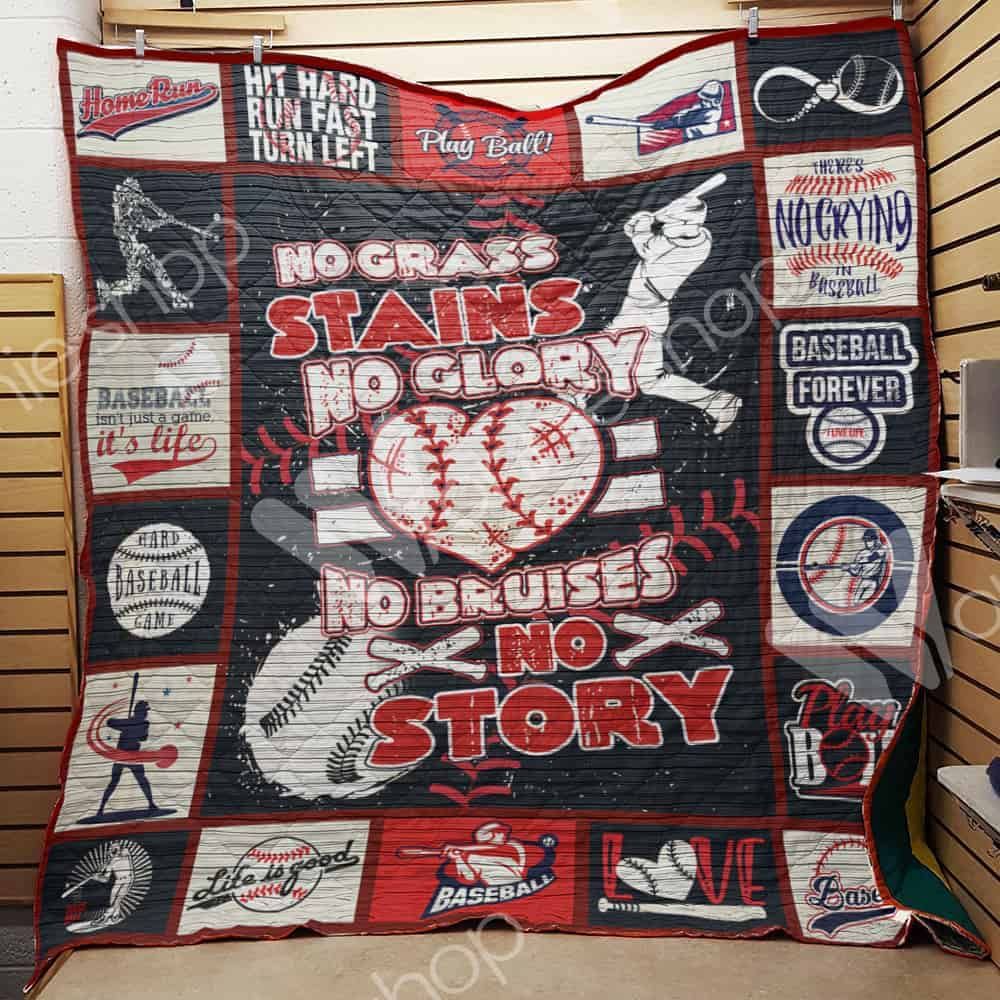 Home Run
HIT HARD
RUN FAST
TURN LEFT
Play Ball!
THERE'S
NO CRYING
IN
BASEBALL
NO GRASS
STAINS
NO GLORY
NO BRUISES
NO
STORY
BASEBALL
isn't just a game.
it's life
BASEBALL
FOREVER
HARD
BASEBALL
GAME
Play
Life is good
BASEBALL
LOVE
Base
shop